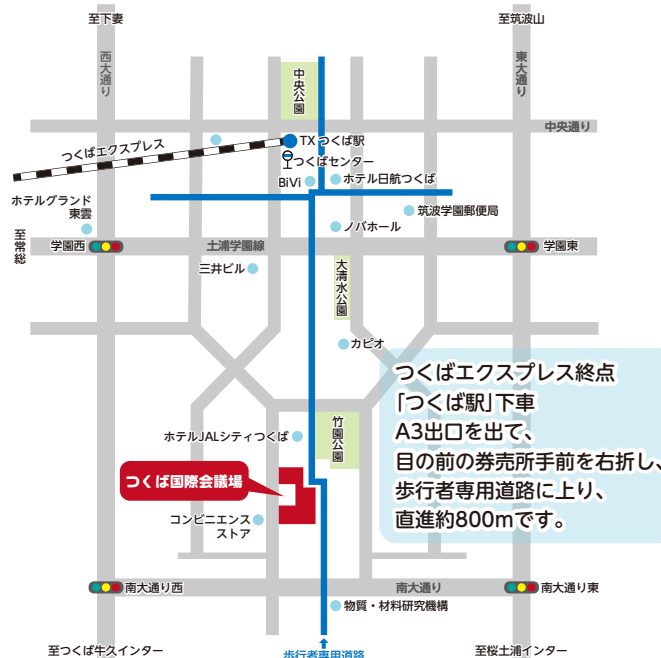 至下妻
至筑波山
西大通り
東大通り
中央公園
中央通り
TX つくば駅
つくばエクスプレス
つくばセンター
BiVi
ホテル日航つくば
ホテルグランド
東雲
筑波学園郵便局
ノバホール
至常総
学園西
土浦学園線
学園東
三井ビル
大清水公園
カピオ
つくばエクスプレス終点
「つくば駅」下車
A3出口を出て、
目の前の券売所手前を右折し、
歩行者専用道路に上り、
直進約800mです。
竹園公園
ホテルJALシティつくば
つくば国際会議場
コンビニエンス
ストア
南大通り西
南大通り
南大通り東
物質・材料研究機構
至つくば牛久インター
歩行者専用道路
至桜土浦インター